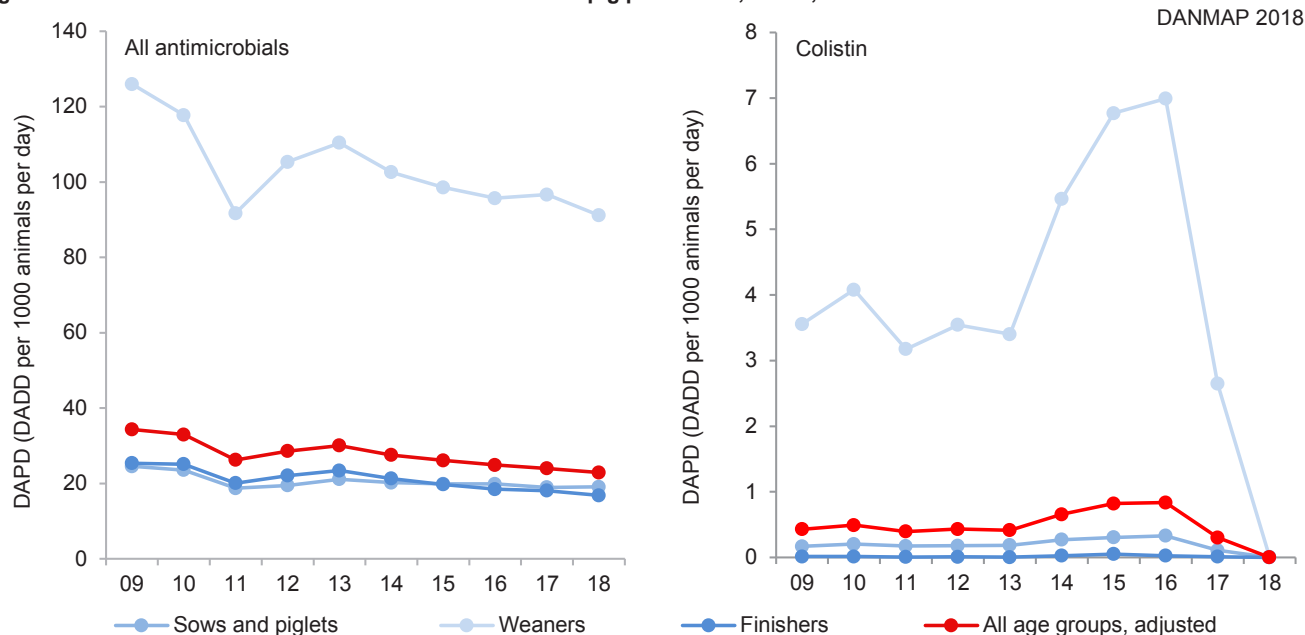 DANMAP 2018
All antimicrobials
DAPD (DADD per 1000 animals per day)
140
120
100
80
60
40
20
0
09 10 11 12 13 14 15 16 17 18
Colistin
DAPD (DADD per 1000 animals per day)
8
7
6
5
4
3
2
1
0
09 10 11 12 13 14 15 16 17 18
Sows and piglets Weaners Finishers All age groups, adjusted